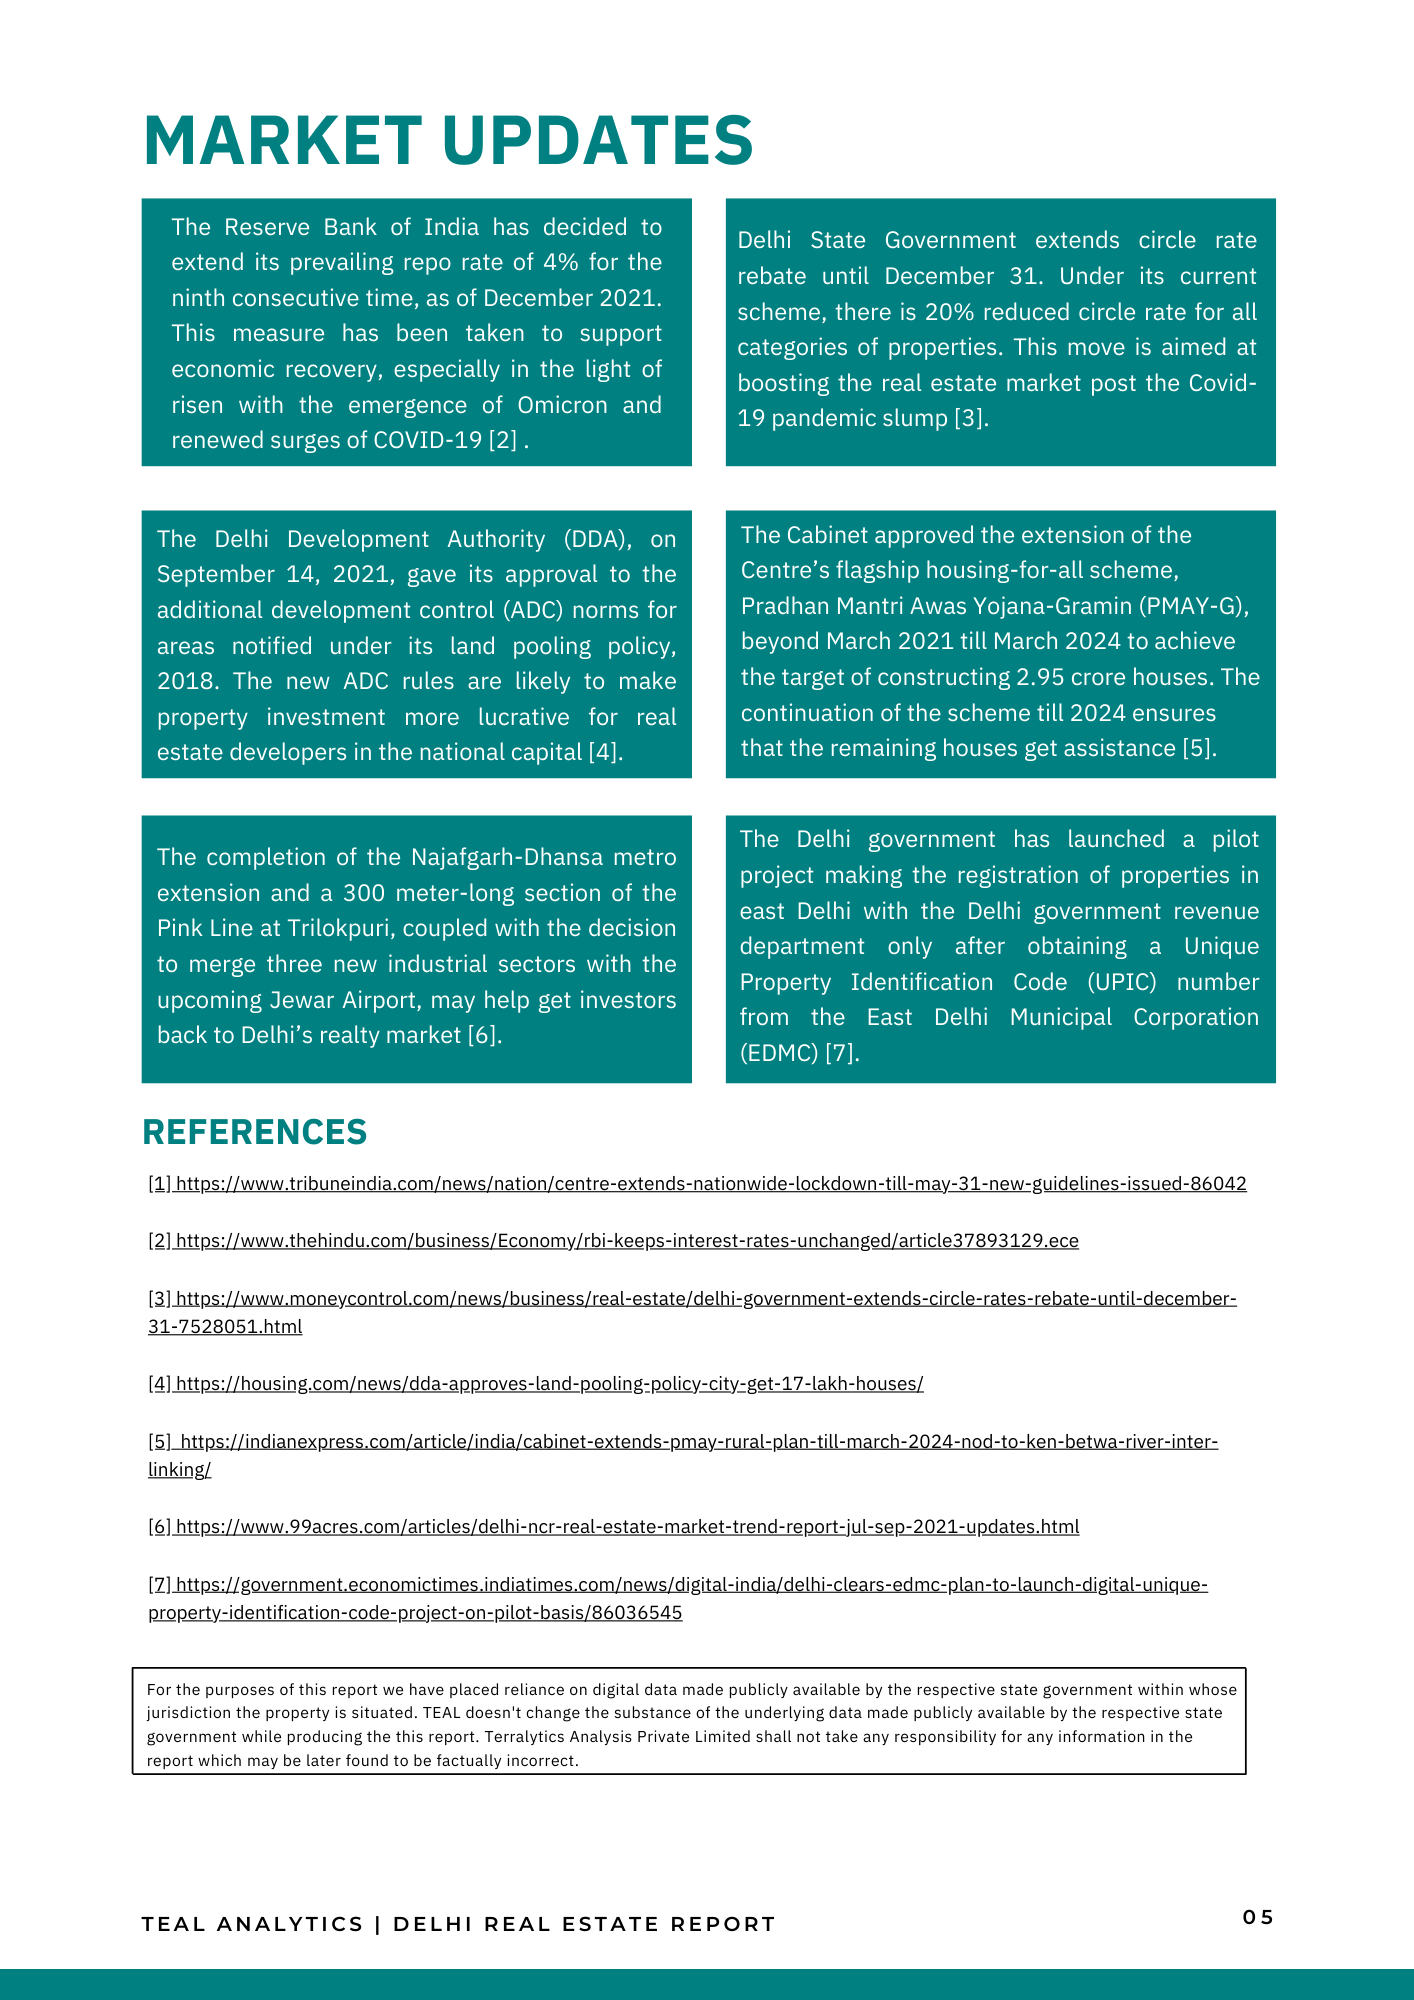 MARKET UPDATES
The Reserve Bank of India has decided to
extend its prevailing repo rate of 4% for the
ninth consecutive time, as of December 2021.
This measure has been taken to support
economic recovery, especially in the light of
risen with the emergence of Omicron and
renewed surges of COVID-19 [2] .
Delhi State Government extends circle rate
rebate until December 31. Under its current
scheme, there is 20% reduced circle rate for all
categories of properties. This move is aimed at
boosting the real estate market post the Covid-
19 pandemic slump [3].
The Delhi Development Authority (DDA), on
September 14, 2021, gave its approval to the
additional development control (ADC) norms for
areas notified under its land pooling policy,
2018. The new ADC rules are likely to make
property investment more lucrative for real
estate developers in the national capital [4].
The Cabinet approved the extension of the
Centre’s flagship housing-for-all scheme,
Pradhan Mantri Awas Yojana-Gramin (PMAY-G),
beyond March 2021 till March 2024 to achieve
the target of constructing 2.95 crore houses. The
continuation of the scheme till 2024 ensures
that the remaining houses get assistance [5].
The completion of the Najafgarh-Dhansa metro
extension and a 300 meter-long section of the
Pink Line at Trilokpuri, coupled with the decision
to merge three new industrial sectors with the
upcoming Jewar Airport, may help get investors
back to Delhi’s realty market [6].
The Delhi government has launched a pilot
project making the registration of properties in
east Delhi with the Delhi government revenue
department only after obtaining a Unique
Property Identification Code (UPIC) number
from the East Delhi Municipal Corporation
(EDMC) [7].
REFERENCES
[1] https://www.tribuneindia.com/news/nation/centre-extends-nationwide-lockdown-till-may-31-new-guidelines-issued-86042
[2] https://www.thehindu.com/business/Economy/rbi-keeps-interest-rates-unchanged/article37893129.ece
[3] https://www.moneycontrol.com/news/business/real-estate/delhi-government-extends-circle-rates-rebate-until-december-
31-7528051.html
[4] https://housing.com/news/dda-approves-land-pooling-policy-city-get-17-lakh-houses/
[5]  https://indianexpress.com/article/india/cabinet-extends-pmay-rural-plan-till-march-2024-nod-to-ken-betwa-river-inter-
linking/
[6] https://www.99acres.com/articles/delhi-ncr-real-estate-market-trend-report-jul-sep-2021-updates.html
[7] https://government.economictimes.indiatimes.com/news/digital-india/delhi-clears-edmc-plan-to-launch-digital-unique-
property-identification-code-project-on-pilot-basis/86036545
For the purposes of this report we have placed reliance on digital data made publicly available by the respective state government within whose
jurisdiction the property is situated. TEAL doesn't change the substance of the underlying data made publicly available by the respective state
government while producing the this report. Terralytics Analysis Private Limited shall not take any responsibility for any information in the
report which may be later found to be factually incorrect.
TEAL ANALYTICS | DELHI REAL ESTATE REPORT
05